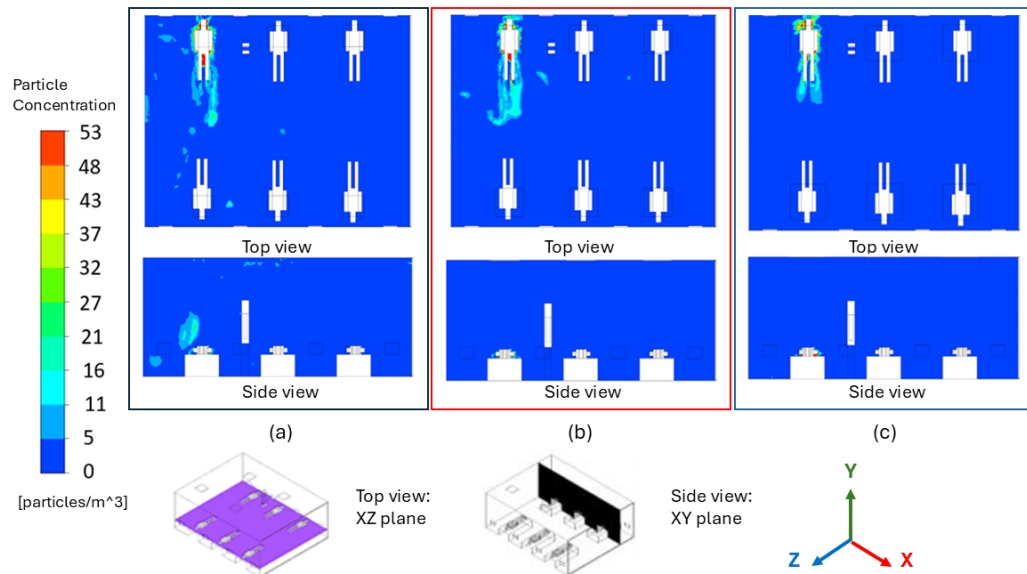 Particle
Concentration
53
48
43
37
32
27
21
16
11
5
0
[particles/m^3]
Top view
Side view
(a)
Top view
Side view
(b)
Top view
Side view
(c)
Top view:
XZ plane
Side view:
XY plane
Y
Z
X